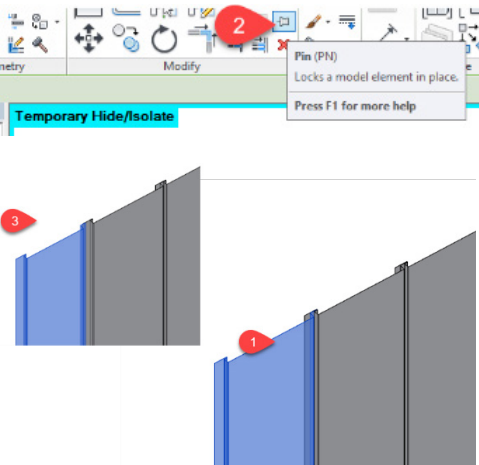 2
Pin (PN)
Locks a model element in place.
Press F1 for more help
metry
Modify
e
Temporary Hide/Isolate
3
1